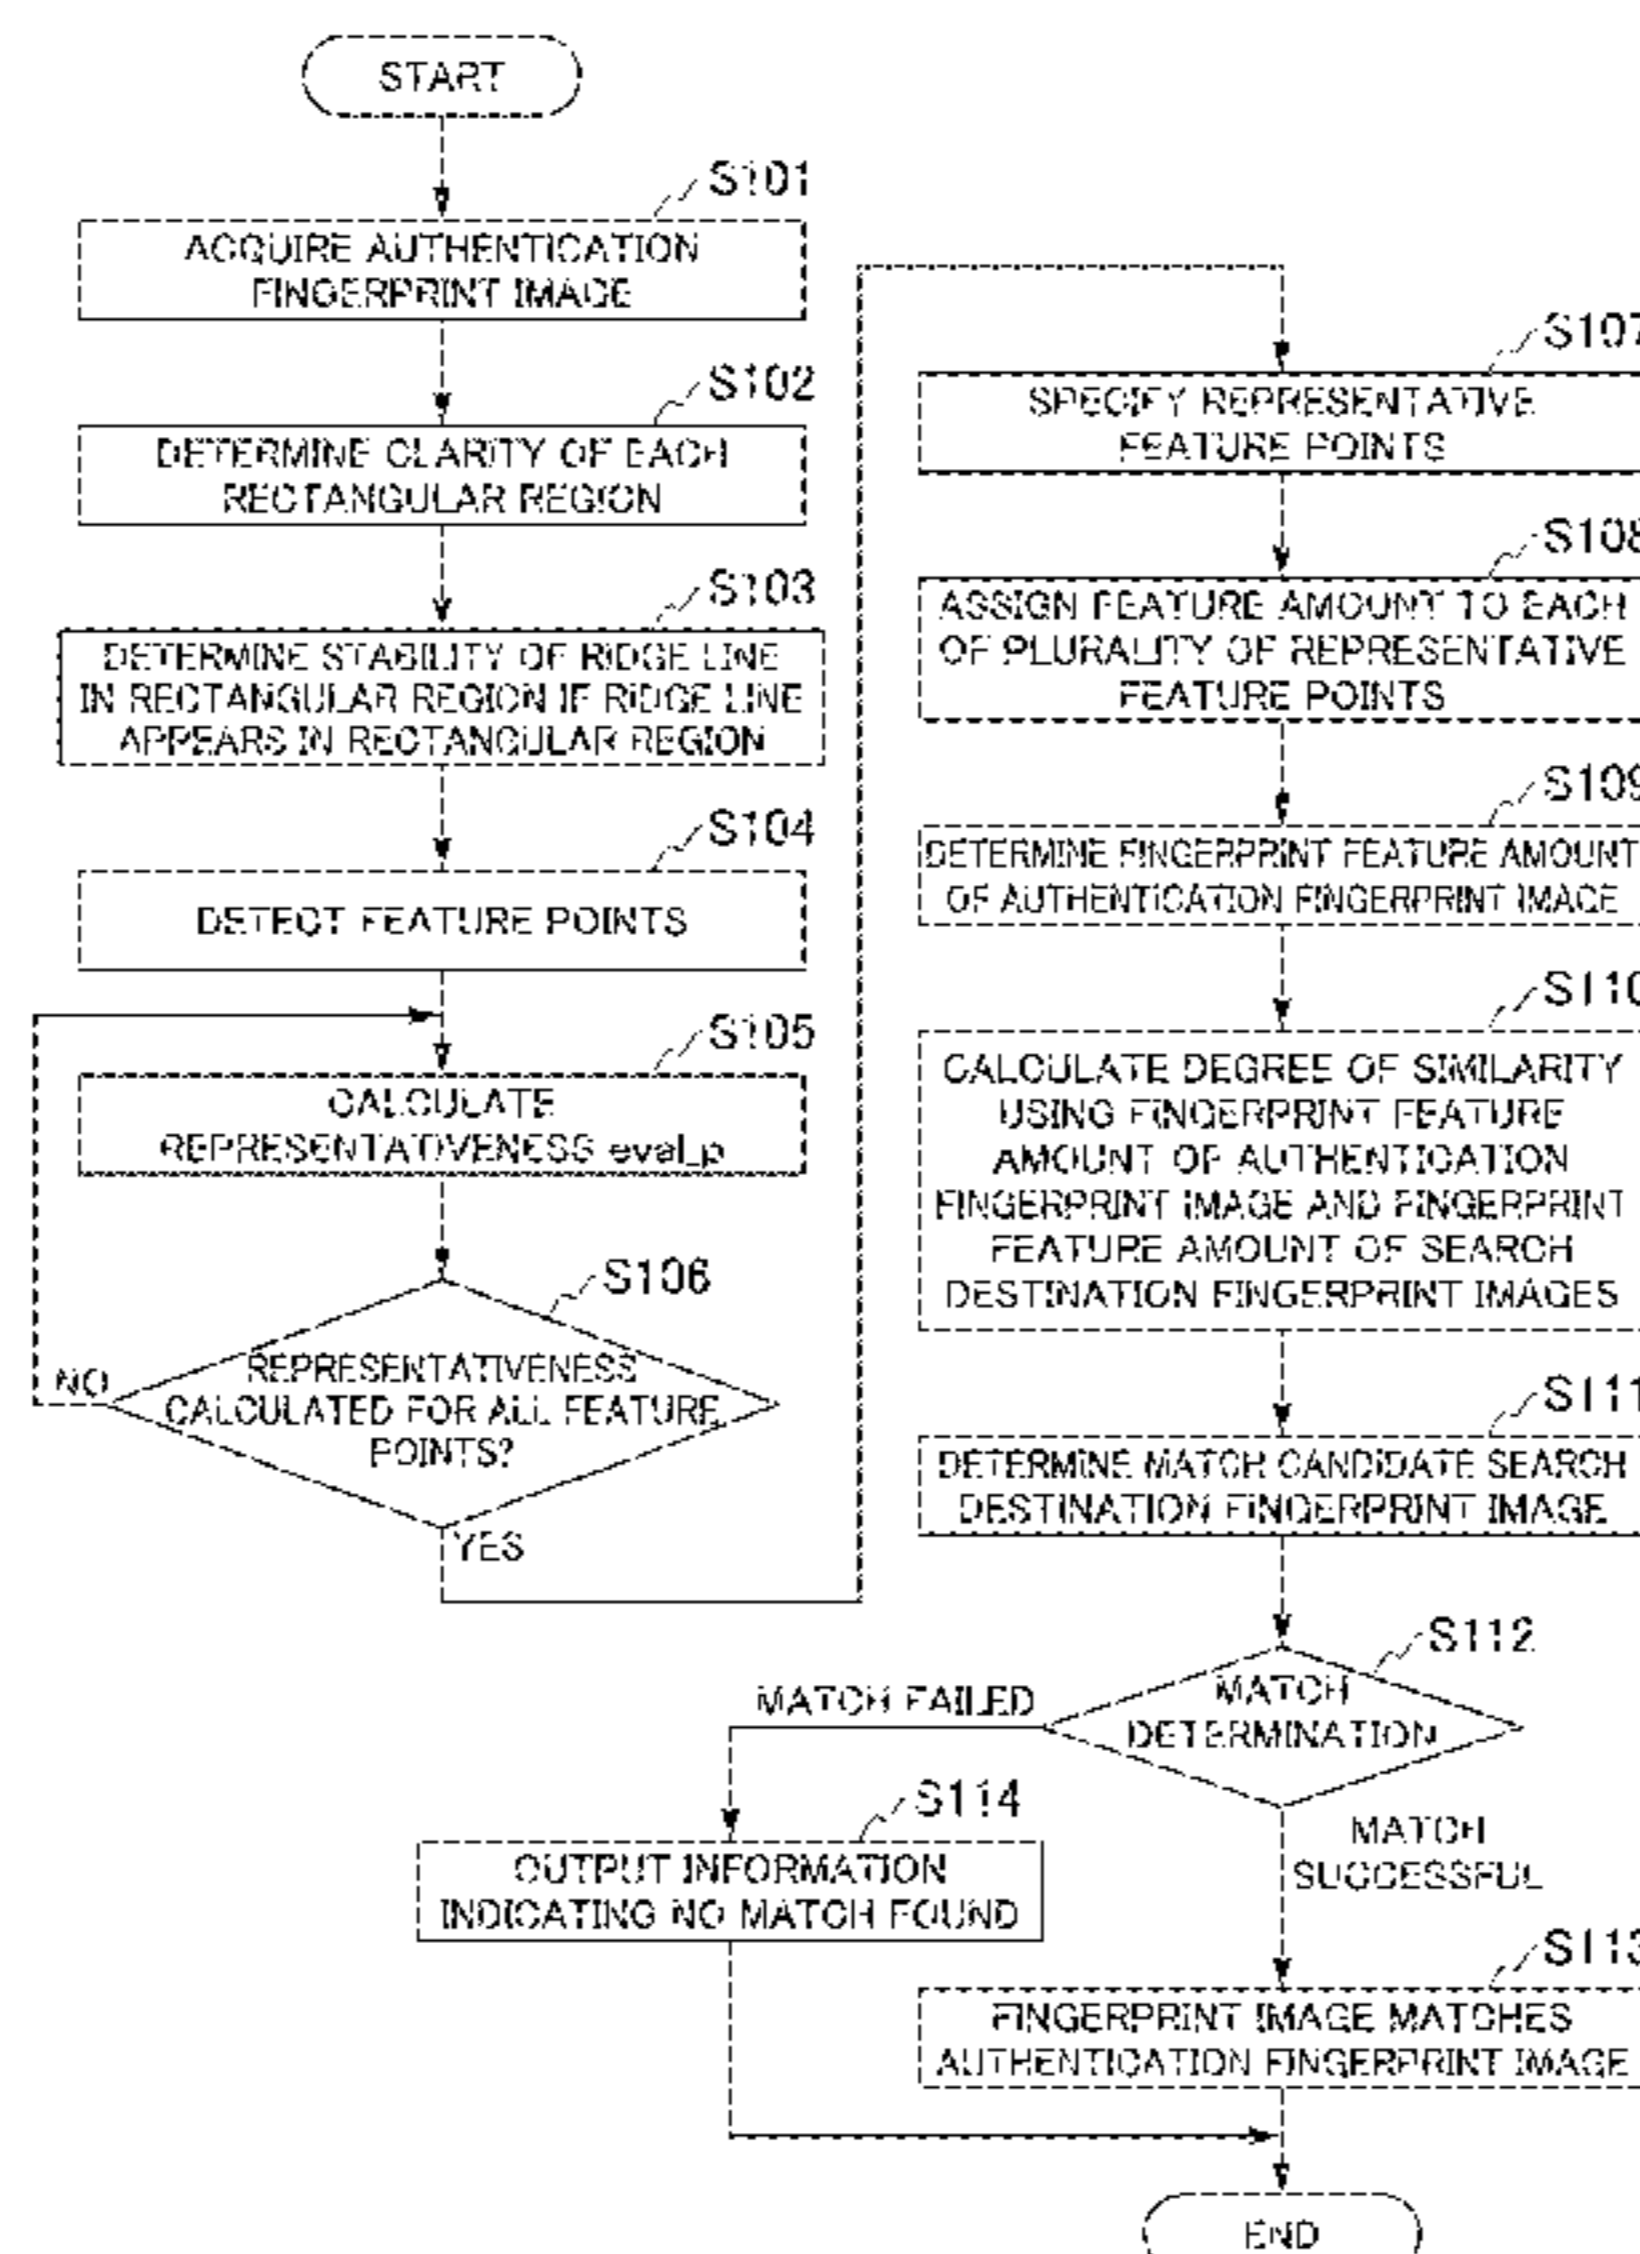 START
S101
ACQUIRE AUTHENTICATION
FINGERPRINT IMAGE
S102
DETERMINE CLARITY OF EACH
RECTANGULAR REGION
S103
DETERMINE STABILITY OF RIDGE LINE
IN RECTANGULAR REGION IF RIDGE LINE
APPEARS IN RECTANGULAR REGION
S104
DETECT FEATURE POINTS
S105
CALCULATE
REPRESENTATIVENESS eval_p
S106
REPRESENTATIVENESS
CALCULATED FOR ALL FEATURE
POINTS?
NO
YES
S107
SPECIFY REPRESENTATIVE
FEATURE POINTS
S108
ASSIGN FEATURE AMOUNT TO EACH
OF PLURALITY OF REPRESENTATIVE
FEATURE POINTS
S109
DETERMINE FINGERPRINT FEATURE AMOUNT
OF AUTHENTICATION FINGERPRINT IMAGE
S110
CALCULATE DEGREE OF SIMILARITY
USING FINGERPRINT FEATURE
AMOUNT OF AUTHENTICATION
FINGERPRINT IMAGE AND FINGERPRINT
FEATURE AMOUNT OF SEARCH
DESTINATION FINGERPRINT IMAGES
S111
DETERMINE MATCH CANDIDATE SEARCH
DESTINATION FINGERPRINT IMAGE
S112
MATCH
DETERMINATION
MATCH FAILED
S114
OUTPUT INFORMATION
INDICATING NO MATCH FOUND
MATCH
SUCCESSFUL
S113
FINGERPRINT IMAGE MATCHES
AUTHENTICATION FINGERPRINT IMAGE
END